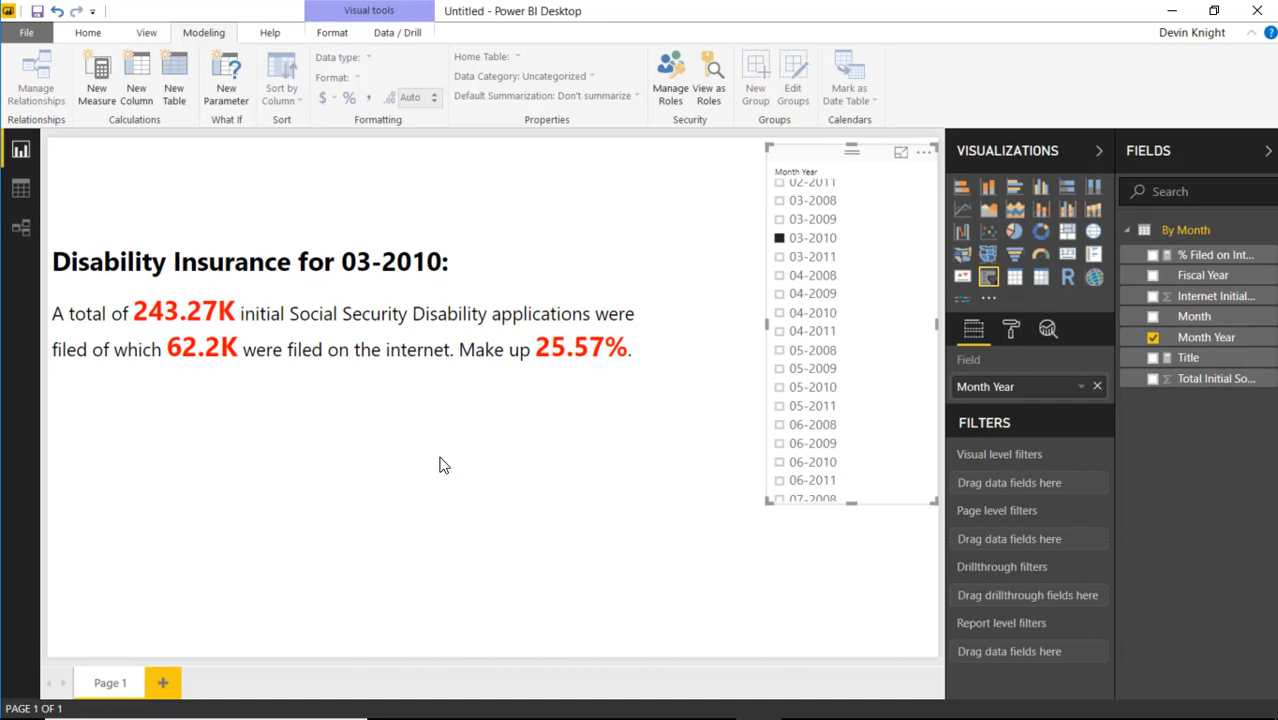 Visual tools
Untitled - Power BI Desktop
File
Home
View
Modeling
Help
Format
Data / Drill
Devin Knight
Manage Relationships
Relationships
New Measure
New Column
New Table
Calculations
New Parameter
What If
Sort by Column
Sort
Data type:
Format:
$ % , Auto
Formatting
Home Table:
Data Category: Uncategorized
Default Summarization: Don't summarize
Properties
Manage Roles
View as Roles
Security
New Group
Edit Groups
Groups
Mark as Date Table
Calendars
Disability Insurance for 03-2010:
A total of 243.27K initial Social Security Disability applications were
filed of which 62.2K were filed on the internet. Make up 25.57%.
Month Year
02-2011
03-2008
03-2009
03-2010
03-2011
04-2008
04-2009
04-2010
04-2011
05-2008
05-2009
05-2010
05-2011
06-2008
06-2009
06-2010
06-2011
07-2008
VISUALIZATIONS
R
Field
Month Year
FILTERS
Visual level filters
Drag data fields here
Page level filters
Drag data fields here
Drillthrough filters
Drag drillthrough fields here
Report level filters
Drag data fields here
FIELDS
Search
By Month
% Filed on Int...
Fiscal Year
Internet Initial...
Month
Month Year
Title
Total Initial So...
Page 1
PAGE 1 OF 1